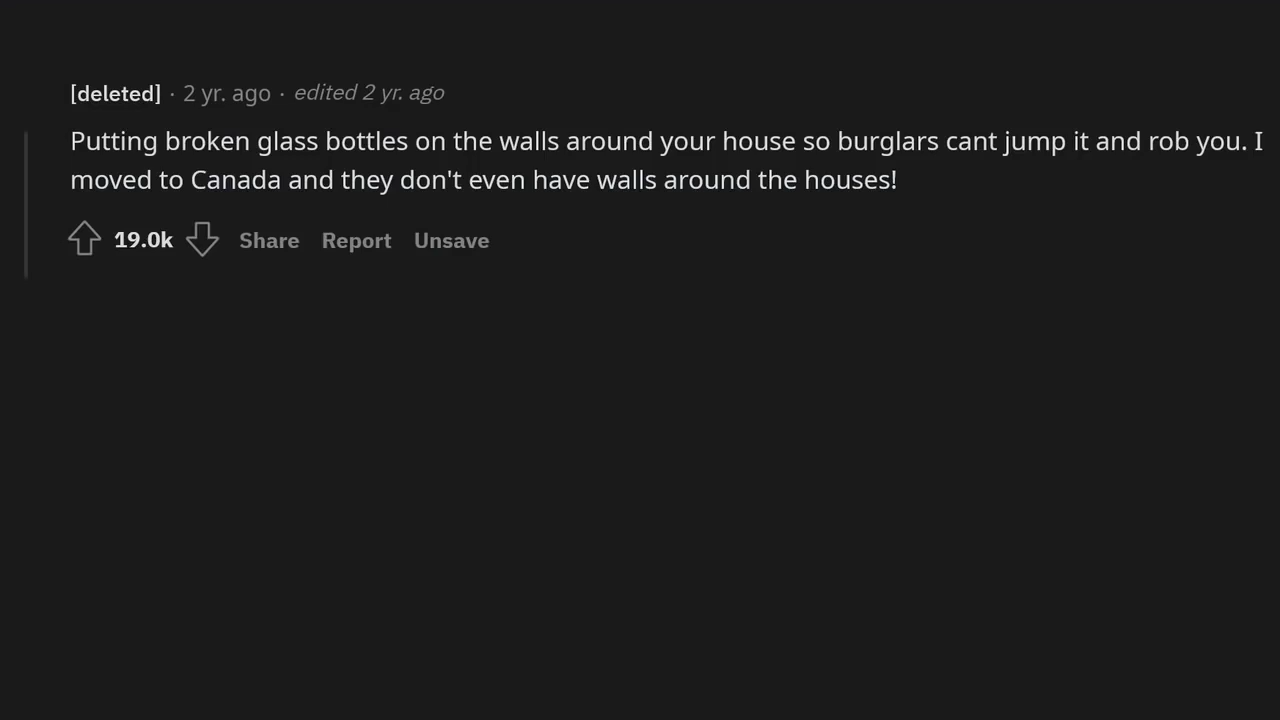 [deleted] · 2 yr. ago · edited 2 yr. ago
Putting broken glass bottles on the walls around your house so burglars cant jump it and rob you. I
moved to Canada and they don't even have walls around the houses!
19.0k Share Report Unsave